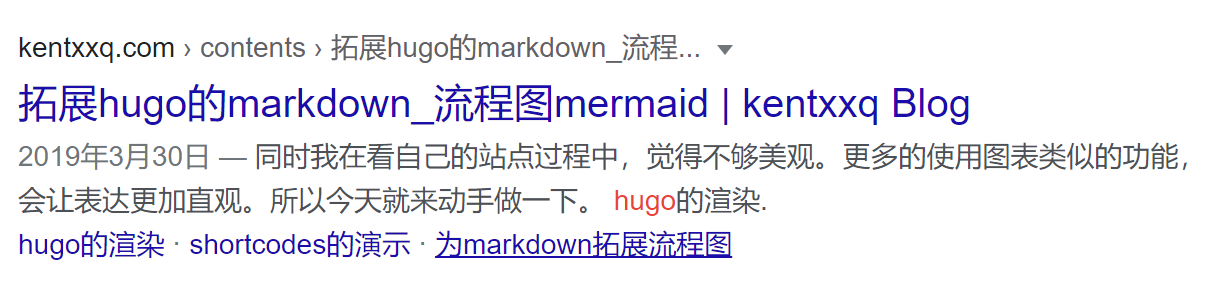 kentxxq.com › contents › 拓展hugo的markdown_流程...
拓展hugo的markdown_流程图mermaid | kentxxq Blog
2019年3月30日 — 同时我在看自己的站点过程中，觉得不够美观。更多的使用图表类似的功能，
会让表达更加直观。所以今天就来动手做一下。 hugo的渲染.
hugo的渲染 · shortcodes的演示 · 为markdown拓展流程图